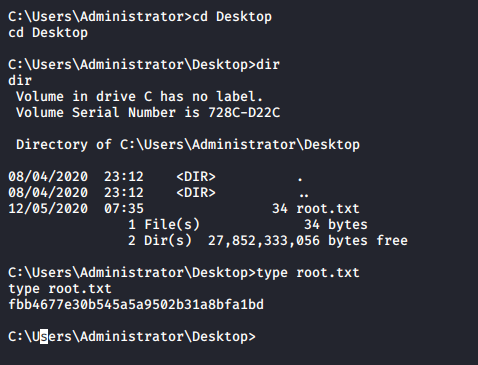 C:\Users\Administrator>cd Desktop
cd Desktop
C:\Users\Administrator\Desktop>dir
dir
 Volume in drive C has no label.
 Volume Serial Number is 728C-D22C
 Directory of C:\Users\Administrator\Desktop
08/04/2020  23:12    <DIR>          .
08/04/2020  23:12    <DIR>          ..
12/05/2020  07:35                34 root.txt
               1 File(s)             34 bytes
               2 Dir(s)  27,852,333,056 bytes free
C:\Users\Administrator\Desktop>type root.txt
type root.txt
fbb4677e30b545a5a9502b31a8bfa1bd
C:\Users\Administrator\Desktop>